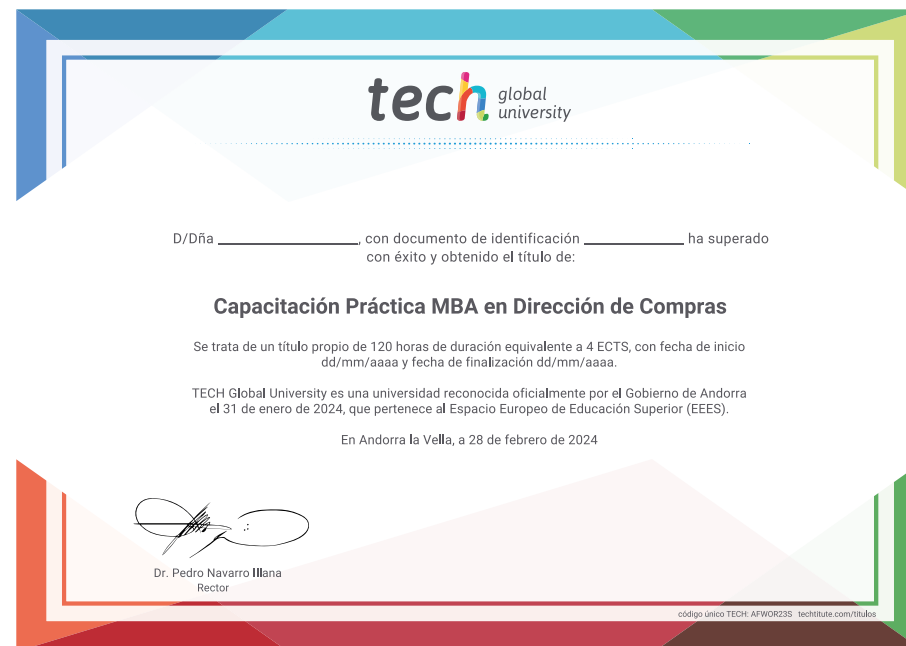 tech global university
D/Dña ____________________, con documento de identificación ______________ ha superado
con éxito y obtenido el título de:
Capacitación Práctica MBA en Dirección de Compras
Se trata de un título propio de 120 horas de duración equivalente a 4 ECTS, con fecha de inicio
dd/mm/aaaa y fecha de finalización dd/mm/aaaa.
TECH Global University es una universidad reconocida oficialmente por el Gobierno de Andorra
el 31 de enero de 2024, que pertenece al Espacio Europeo de Educación Superior (EEES).
En Andorra la Vella, a 28 de febrero de 2024
Dr. Pedro Navarro Illana
Rector
código único TECH: AFWOR23S techtitute.com/titulos